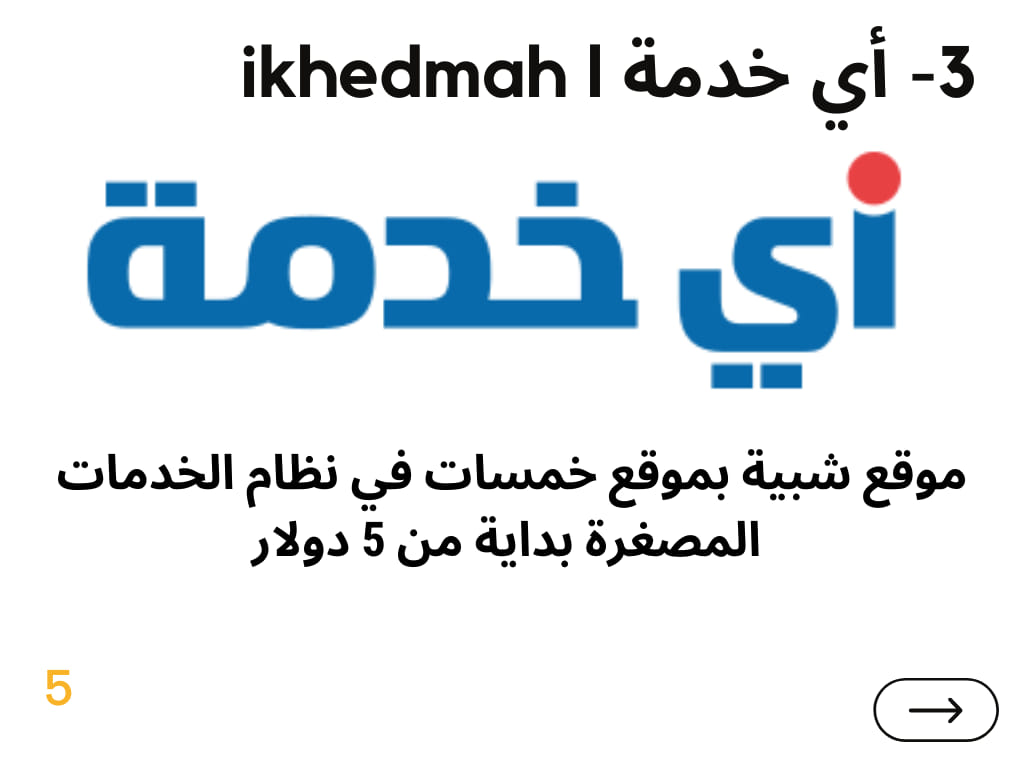 3- أي خدمة | ikhedmah
أي خدمة
موقع شبية بموقع خمسات في نظام الخدمات
المصغرة بداية من 5 دولار
5